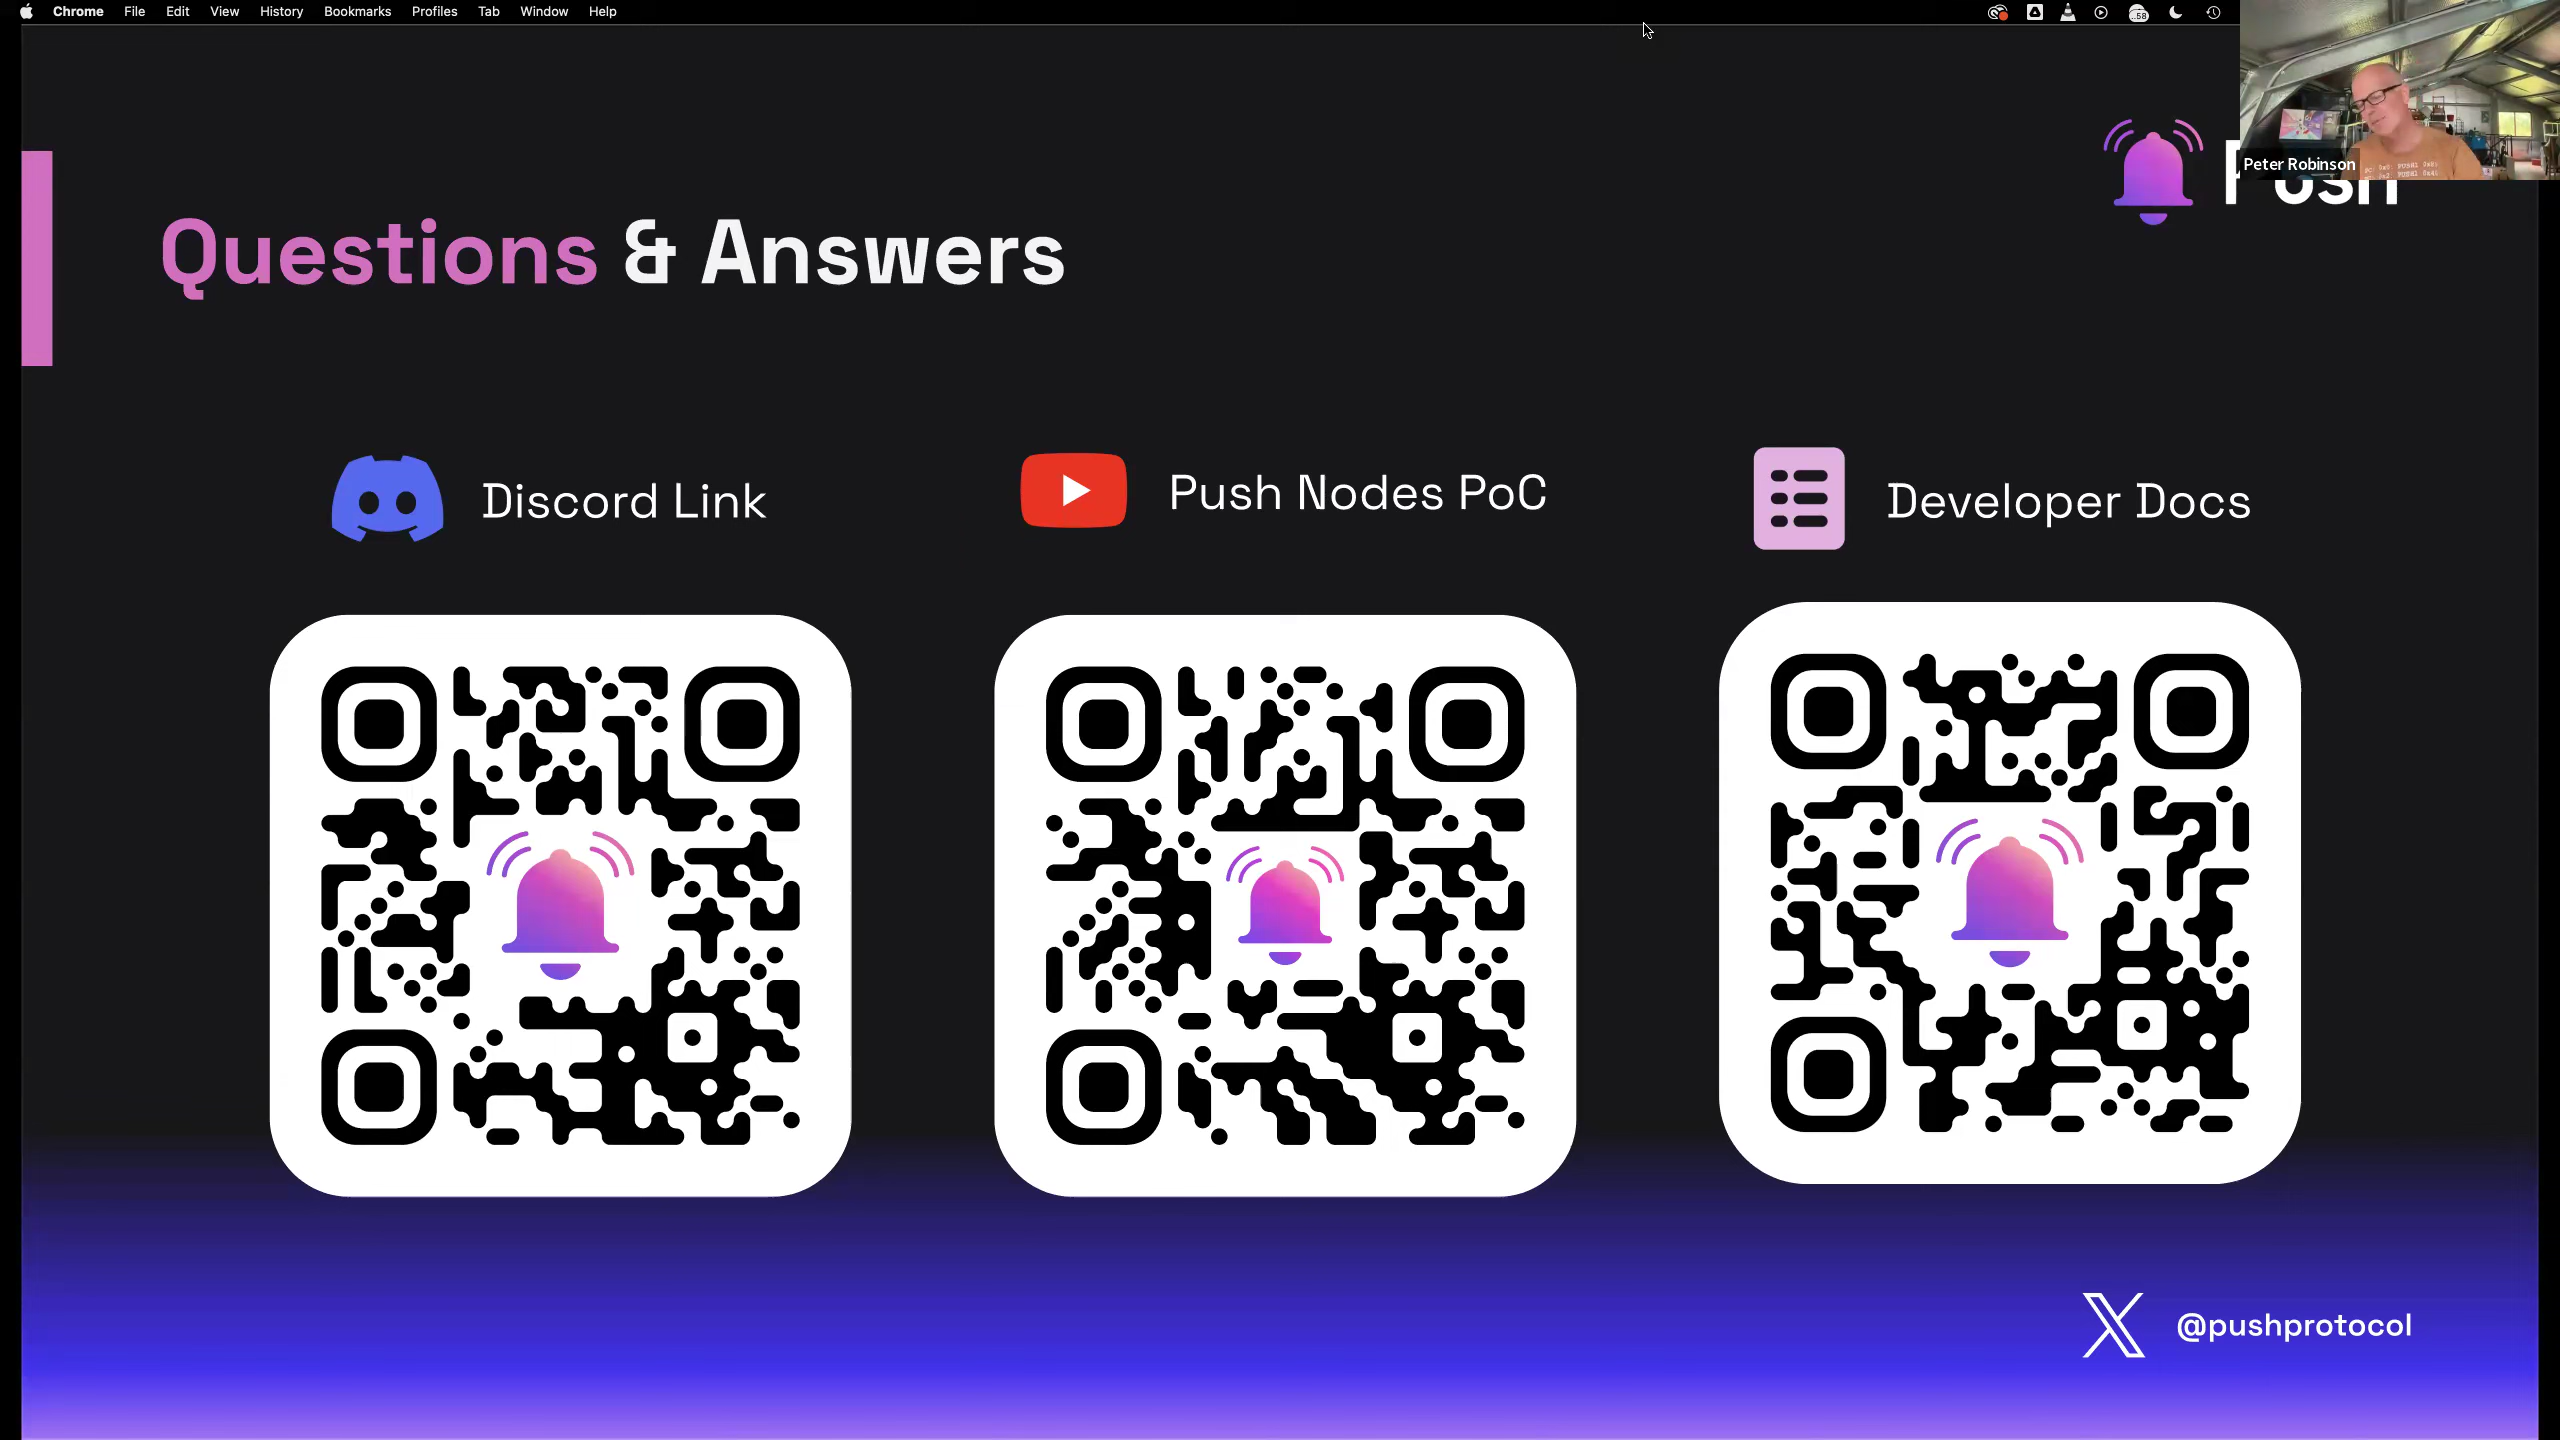 Chrome File Edit View History Bookmarks Profiles Tab Window Help
Peter Robinson
Push
Questions & Answers
Discord Link
Push Nodes PoC
Developer Docs
@pushprotocol